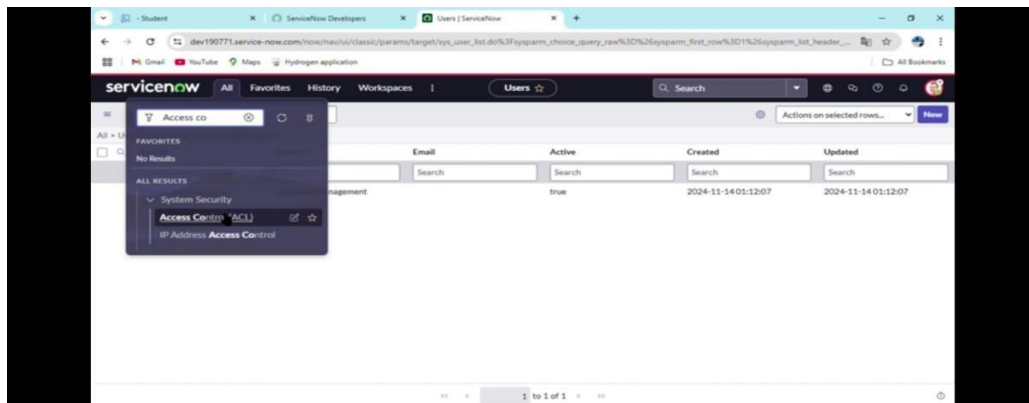 - Student
ServiceNow Developers
Users | ServiceNow
dev190771.service-now.com/now/nav/ui/classic/params/target/sys_user_list.do%3Fsysparm_choice_query_raw%3D%26sysparm_first_row%3D1%26sysparm_list_header_...
Gmail YouTube Maps Hydrogen application All Bookmarks
servicenow All Favorites History Workspaces Users Search
Access co
Actions on selected rows... New
All > U
FAVORITES
No Results
Email Active Created Updated
Search Search Search Search
ALL RESULTS
nagement true 2024-11-14 01:12:07 2024-11-14 01:12:07
System Security
Access Control (ACL)
IP Address Access Control
1 to 1 of 1